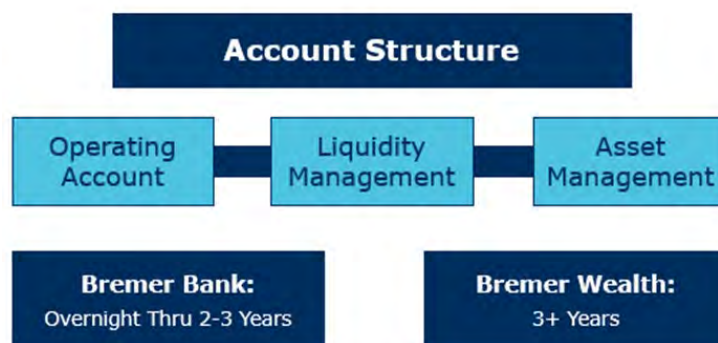 Account Structure
Operating
Account
Liquidity
Management
Asset
Management
Bremer Bank:
Overnight Thru 2-3 Years
Bremer Wealth:
3+ Years